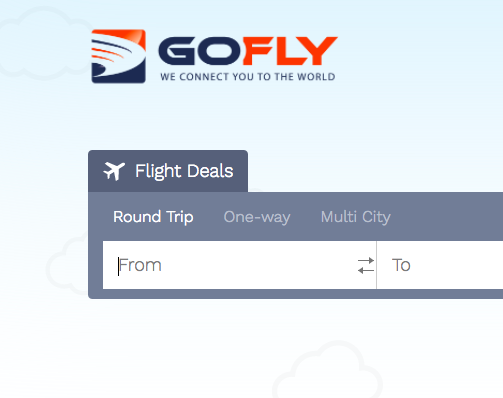 GOFLY
WE CONNECT YOU TO THE WORLD
Flight Deals
Round Trip One-way Multi City
From To